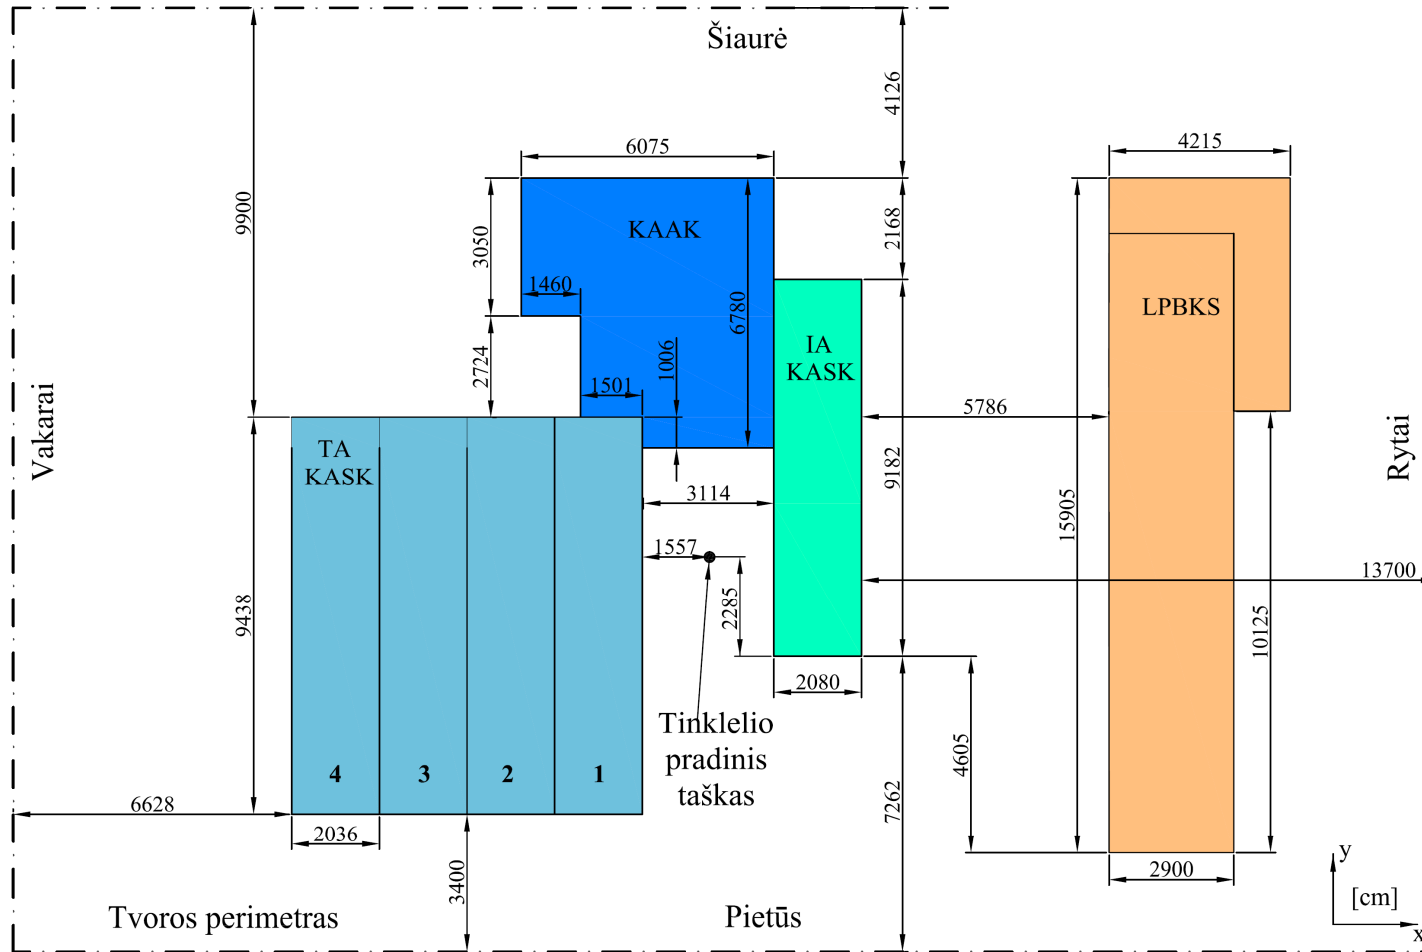 Šiaurė
4126
6075
4215
9900
3050
KAAK
2168
1460
6780
LPBKS
2724
1006
IA
KASK
1501
5786
Vakarai
Rytai
TA
KASK
9182
3114
15905
1557
13700
2285
9438
10125
2080
Tinklelio
pradinis
taškas
4605
4
3
2
1
7262
6628
2036
3400
2900
y
[cm]
x
Tvoros perimetras
Pietūs